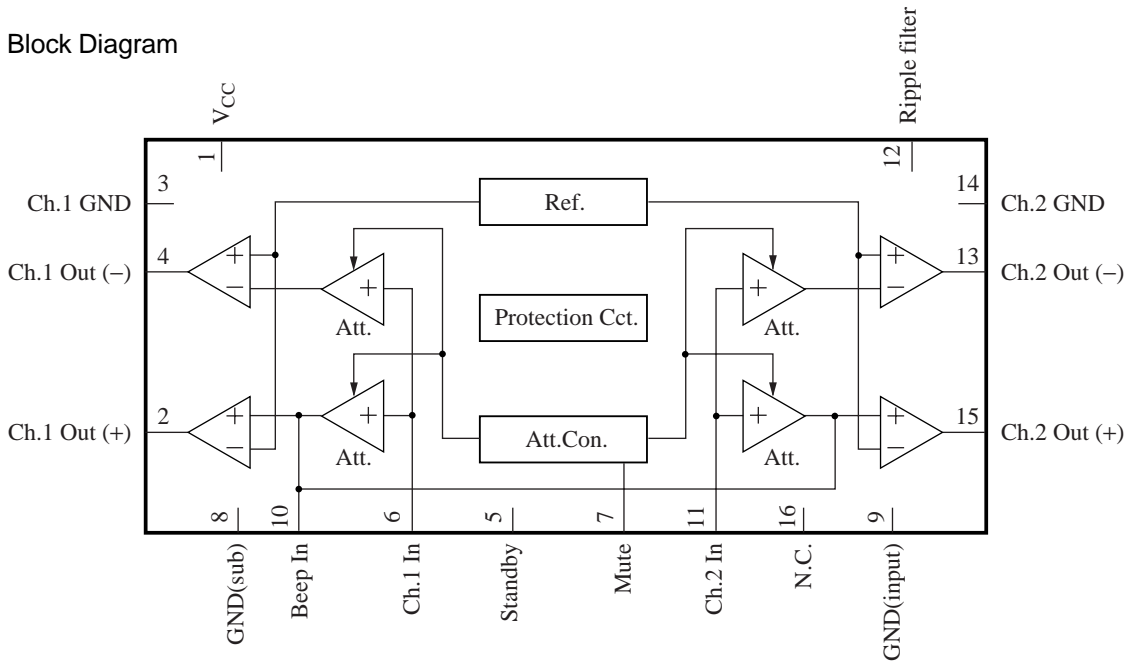 Block Diagram
VCC
Ripple filter
1
12
3
14
Ch.1 GND
Ref.
Ch.2 GND
4
+
+
13
Ch.1 Out (−)
−
+
+
−
Ch.2 Out (−)
Att.
Protection Cct.
Att.
2
+
+
+
+
15
Ch.1 Out (+)
−
Att.Con.
−
Ch.2 Out (+)
Att.
Att.
8
10
6
5
7
11
16
9
GND(sub)
Beep In
Ch.1 In
Standby
Mute
Ch.2 In
N.C.
GND(input)